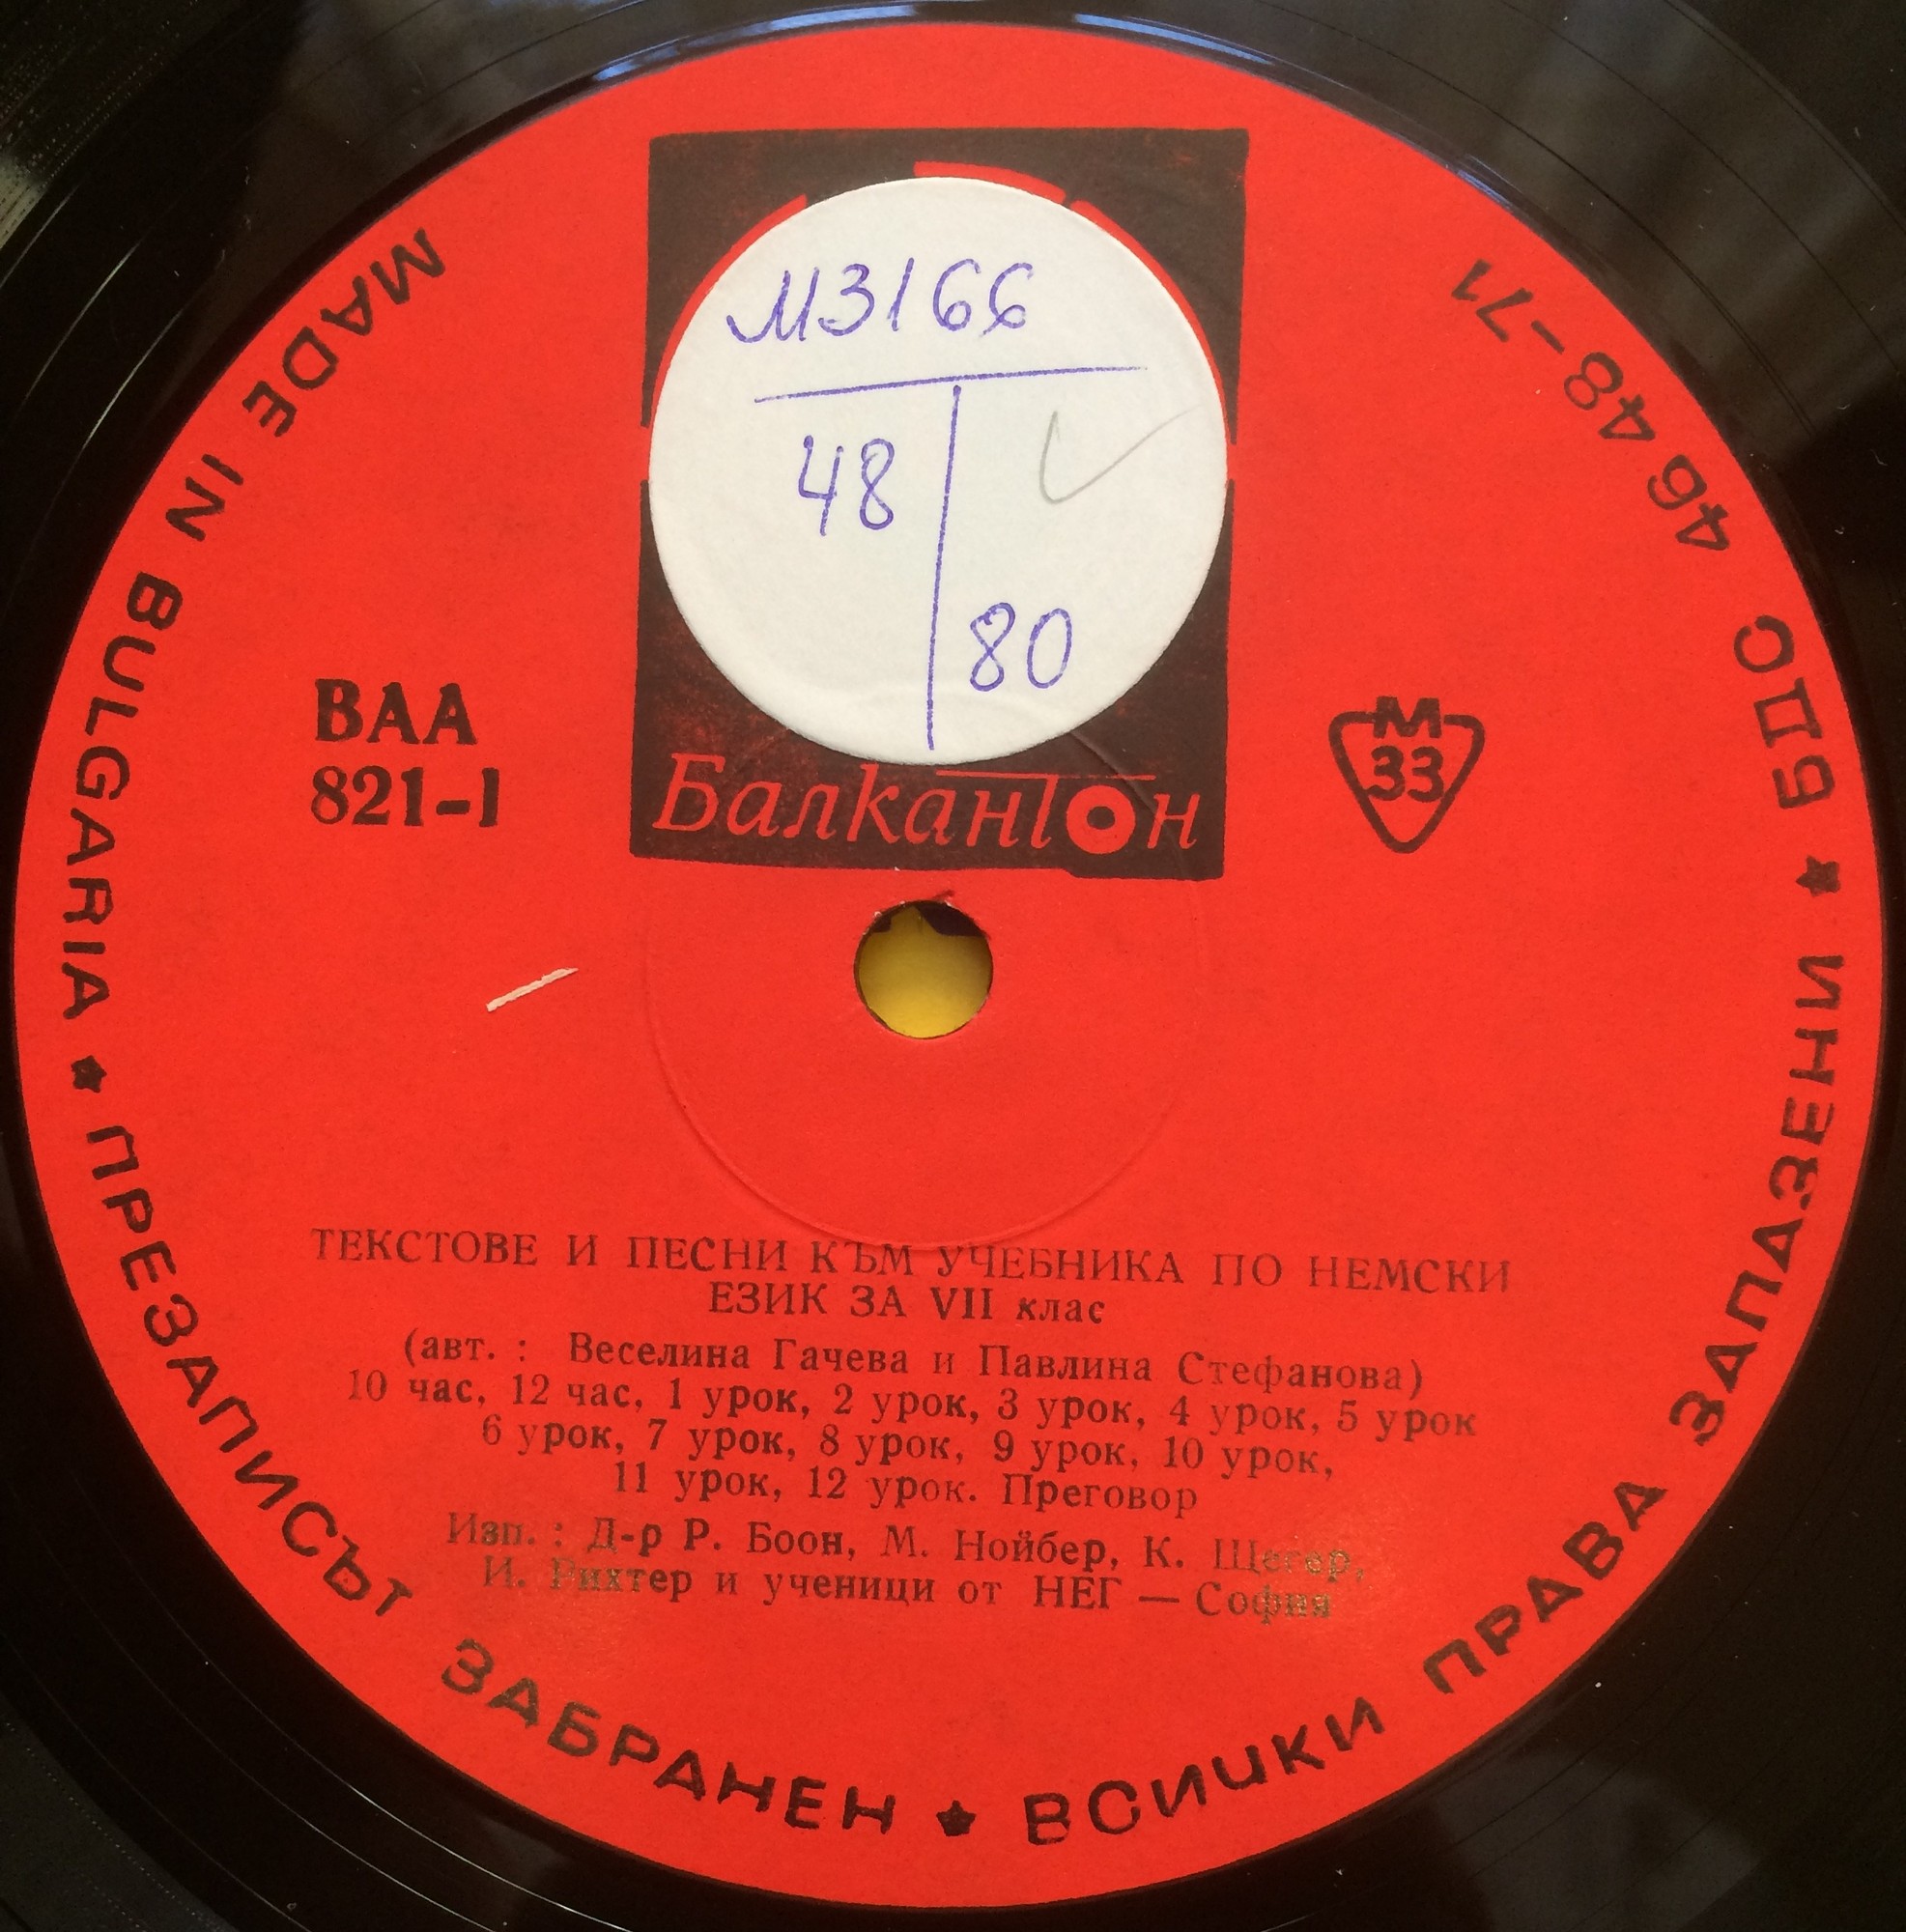 М3166
48
80
Балкантон
ВАА
821-I
М
33
ТЕКСТОВЕ И ПЕСНИ КЪМ УЧЕБНИКА ПО НЕМСКИ
ЕЗИК ЗА VII клас
(авт. : Веселина Гачева и Павлина Стефанова)
10 час, 12 час, 1 урок, 2 урок, 3 урок, 4 урок, 5 урок
6 урок, 7 урок, 8 урок, 9 урок, 10 урок,
11 урок, 12 урок. Преговор
Изп. : Д-р Р. Боон, М. Нойбер, К. Щегер,
И. Рихтер и ученици от НЕГ — София
MADE IN BULGARIA ★ ПРЕЗАПИСЪТ ЗАБРАНЕН ★ ВСИЧКИ ПРАВА ЗАПАЗЕНИ ★ ВПС 46 48-71